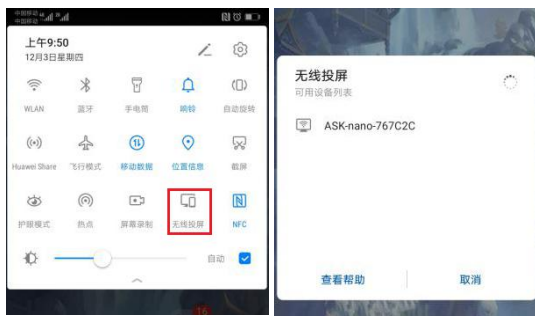 中国移动 4G
中国移动
上午9:50
12月3日星期四
WLAN 蓝牙 手电筒 响铃 自动旋转
Huawei Share 飞行模式 移动数据 位置信息 截屏
护眼模式 热点 屏幕录制 无线投屏 NFC
自动
16
无线投屏
可用设备列表
ASK-nano-767C2C
查看帮助 取消